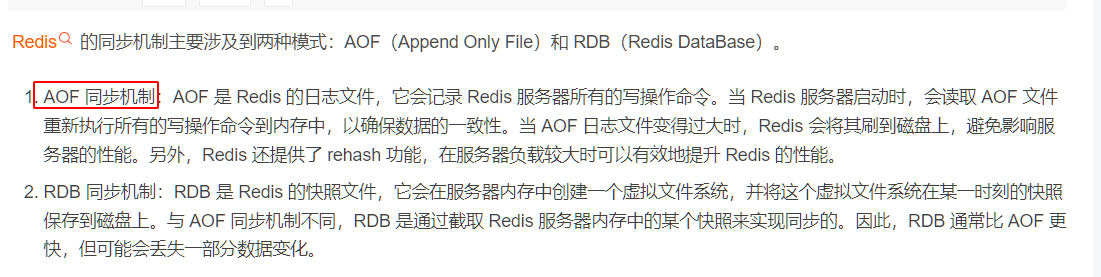 Redis 的同步机制主要涉及到两种模式：AOF（Append Only File）和 RDB（Redis DataBase）。
1. AOF 同步机制：AOF 是 Redis 的日志文件，它会记录 Redis 服务器所有的写操作命令。当 Redis 服务器启动时，会读取 AOF 文件
重新执行所有的写操作命令到内存中，以确保数据的一致性。当 AOF 日志文件变得过大时，Redis 会将其刷到磁盘上，避免影响服
务器的性能。另外，Redis 还提供了 rehash 功能，在服务器负载较大时可以有效地提升 Redis 的性能。
2. RDB 同步机制：RDB 是 Redis 的快照文件，它会在服务器内存中创建一个虚拟文件系统，并将这个虚拟文件系统在某一时刻的快照
保存到磁盘上。与 AOF 同步机制不同，RDB 是通过截取 Redis 服务器内存中的某个快照来实现同步的。因此，RDB 通常比 AOF 更
快，但可能会丢失一部分数据变化。